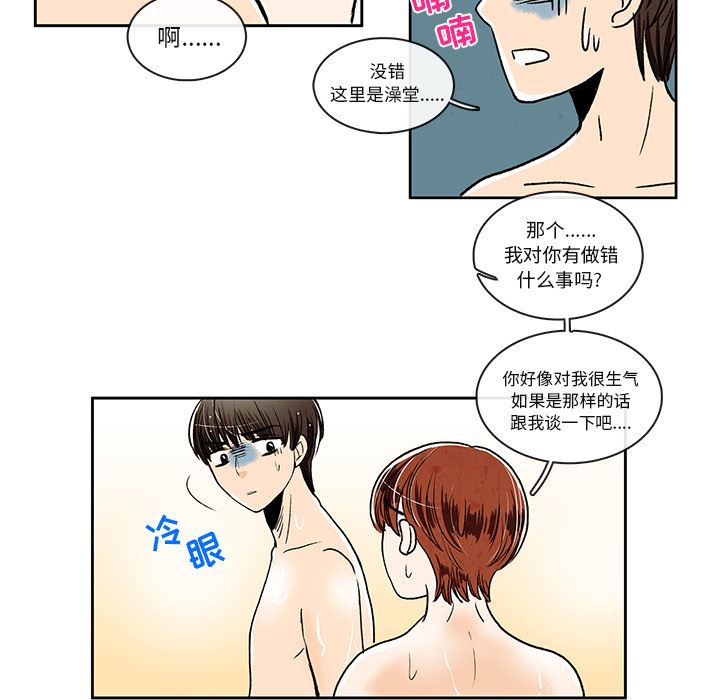 啊......
喃喃
没错
这里是澡堂.....
那个......
我对你有做错
什么事吗?
你好像对我很生气
如果是那样的话
跟我谈一下吧....
冷眼